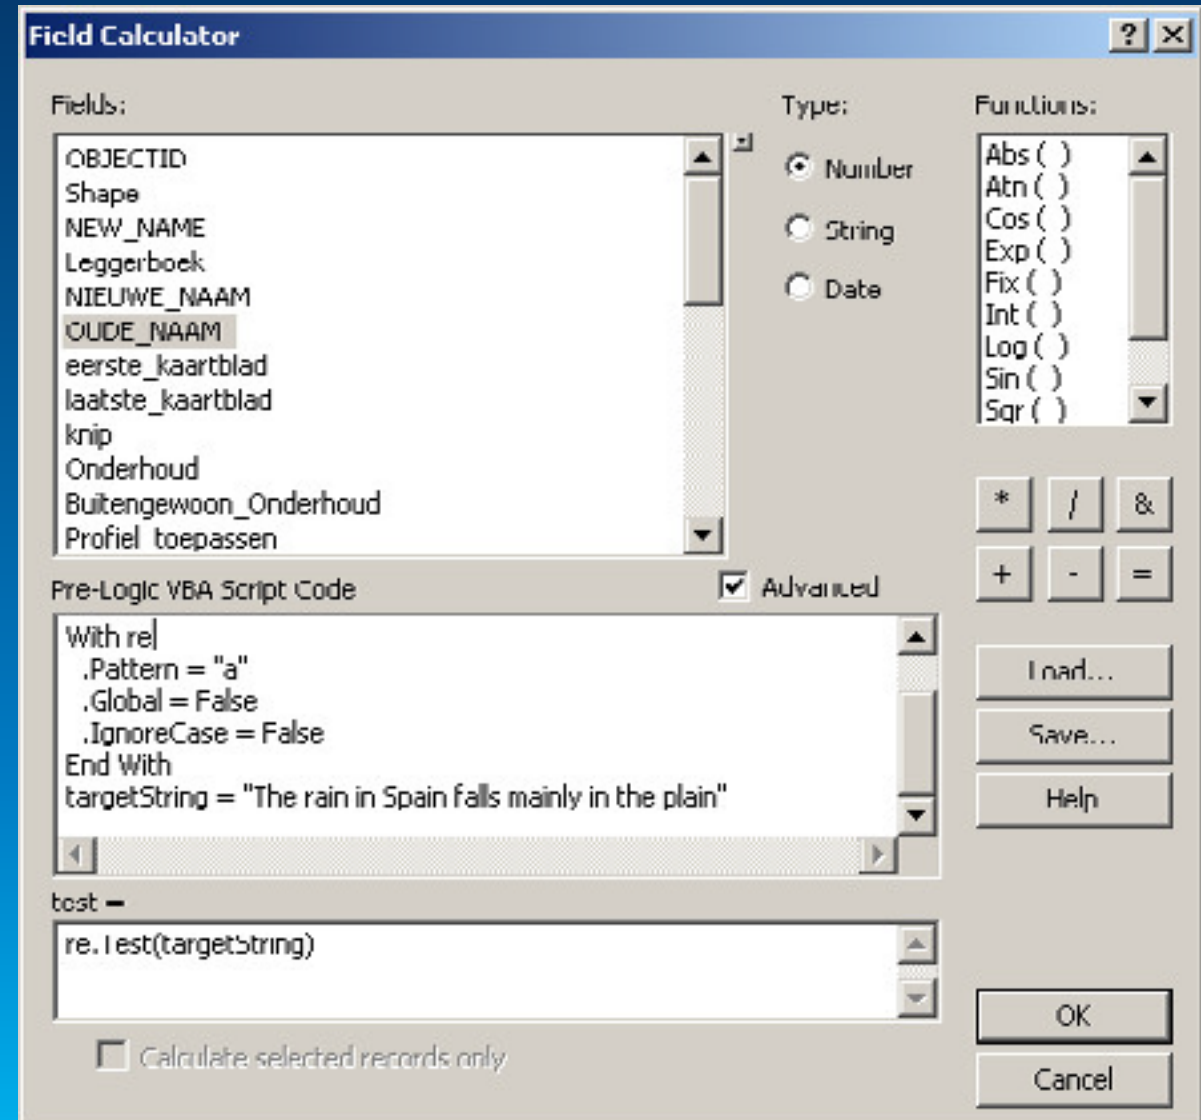 Field Calculator
Fields:
OBJECTID
Shape
NEW_NAME
Leggerboek
NIEUWE_NAAM
OUDE_NAAM
eerste_kaartblad
laatste_kaartblad
knip
Onderhoud
Buitengewoon_Onderhoud
Profiel_toepassen
Type:
Number
String
Date
Functions:
Abs ( )
Atn ( )
Cos ( )
Exp ( )
Fix ( )
Int ( )
Log ( )
Sin ( )
Sqr ( )
* / &
+ - =
Pre-Logic VBA Script Code
Advanced
With re
.Pattern = "a"
.Global = False
.IgnoreCase = False
End With
targetString = "The rain in Spain falls mainly in the plain"
Load...
Save...
Help
test =
re.Test(targetString)
Calculate selected records only
OK
Cancel